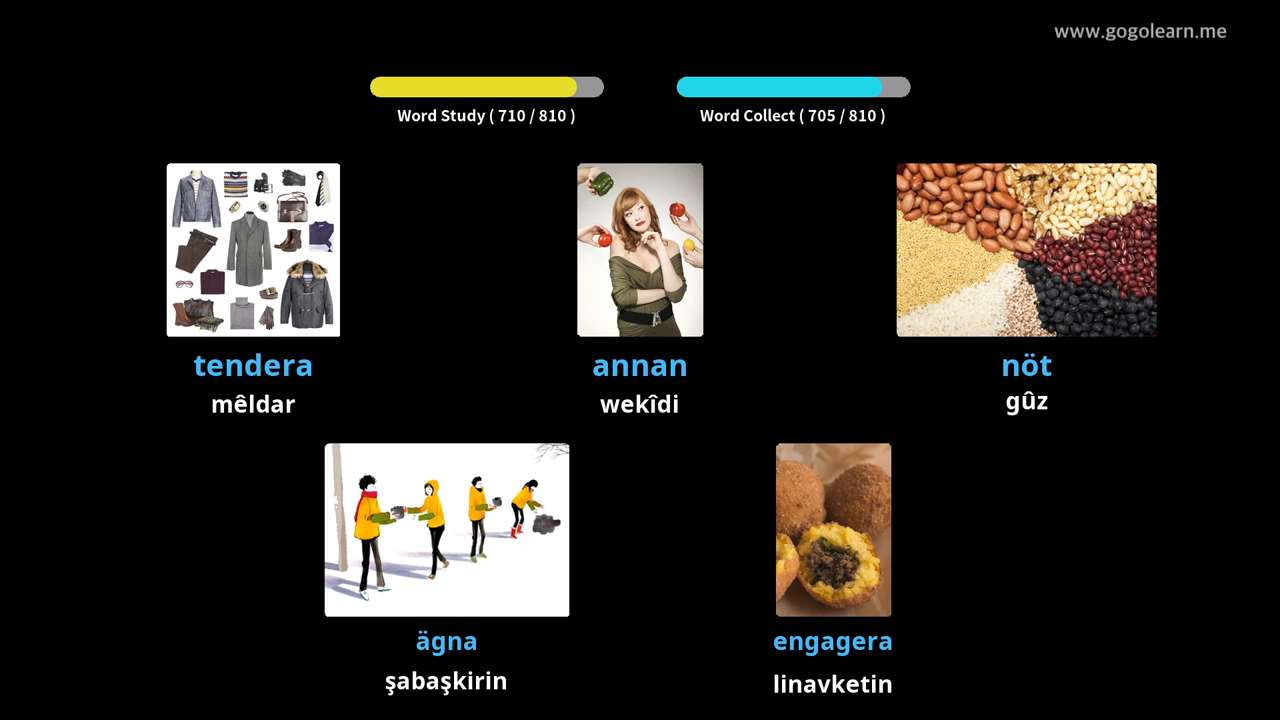 www.gogolearn.me
Word Study ( 710 / 810 )
Word Collect ( 705 / 810 )
tendera
mêldar
annan
wekîdi
nöt
gûz
ägna
şabaşkirin
engagera
linavketin